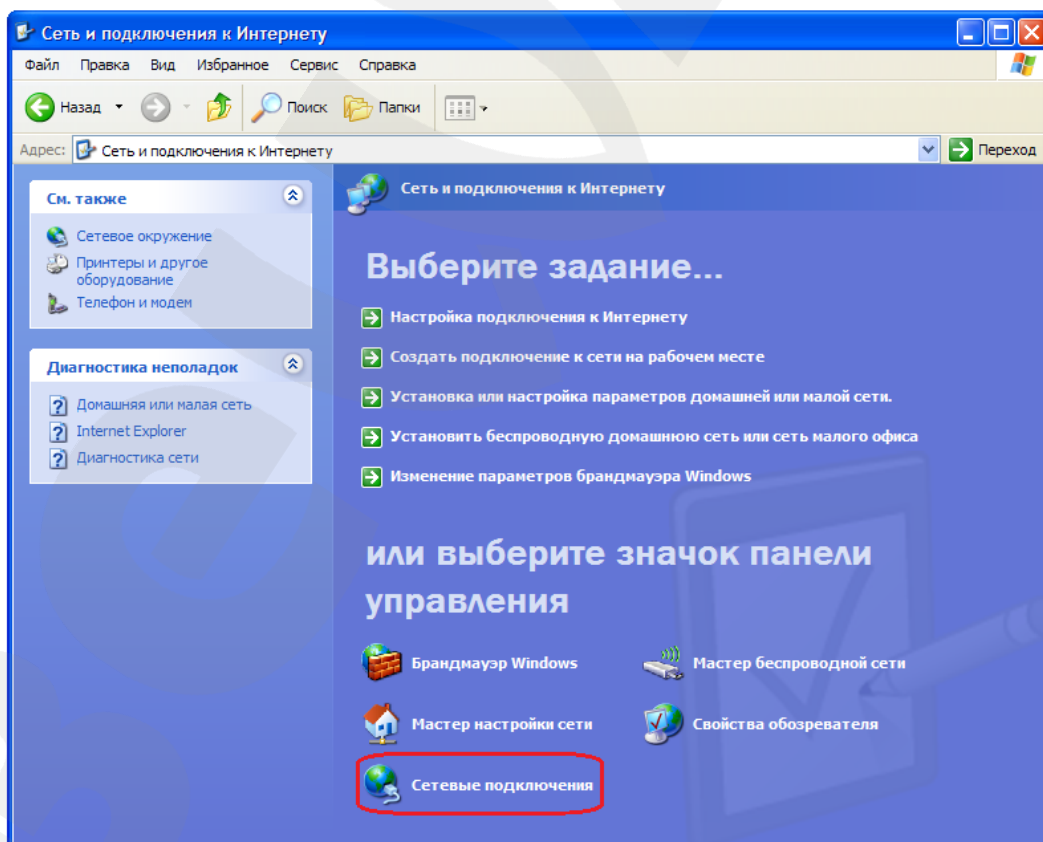 Сеть и подключения к Интернету
Файл Правка Вид Избранное Сервис Справка
Назад Поиск Папки
Адрес: Сеть и подключения к Интернету Переход
См. также
Сетевое окружение
Принтеры и другое
оборудование
Телефон и модем
Диагностика неполадок
Домашняя или малая сеть
Internet Explorer
Диагностика сети
Сеть и подключения к Интернету
Выберите задание...
Настройка подключения к Интернету
Создать подключение к сети на рабочем месте
Установка или настройка параметров домашней или малой сети.
Установить беспроводную домашнюю сеть или сеть малого офиса
Изменение параметров брандмауэра Windows
или выберите значок панели
управления
Брандмауэр Windows Мастер беспроводной сети
Мастер настройки сети Свойства обозревателя
Сетевые подключения